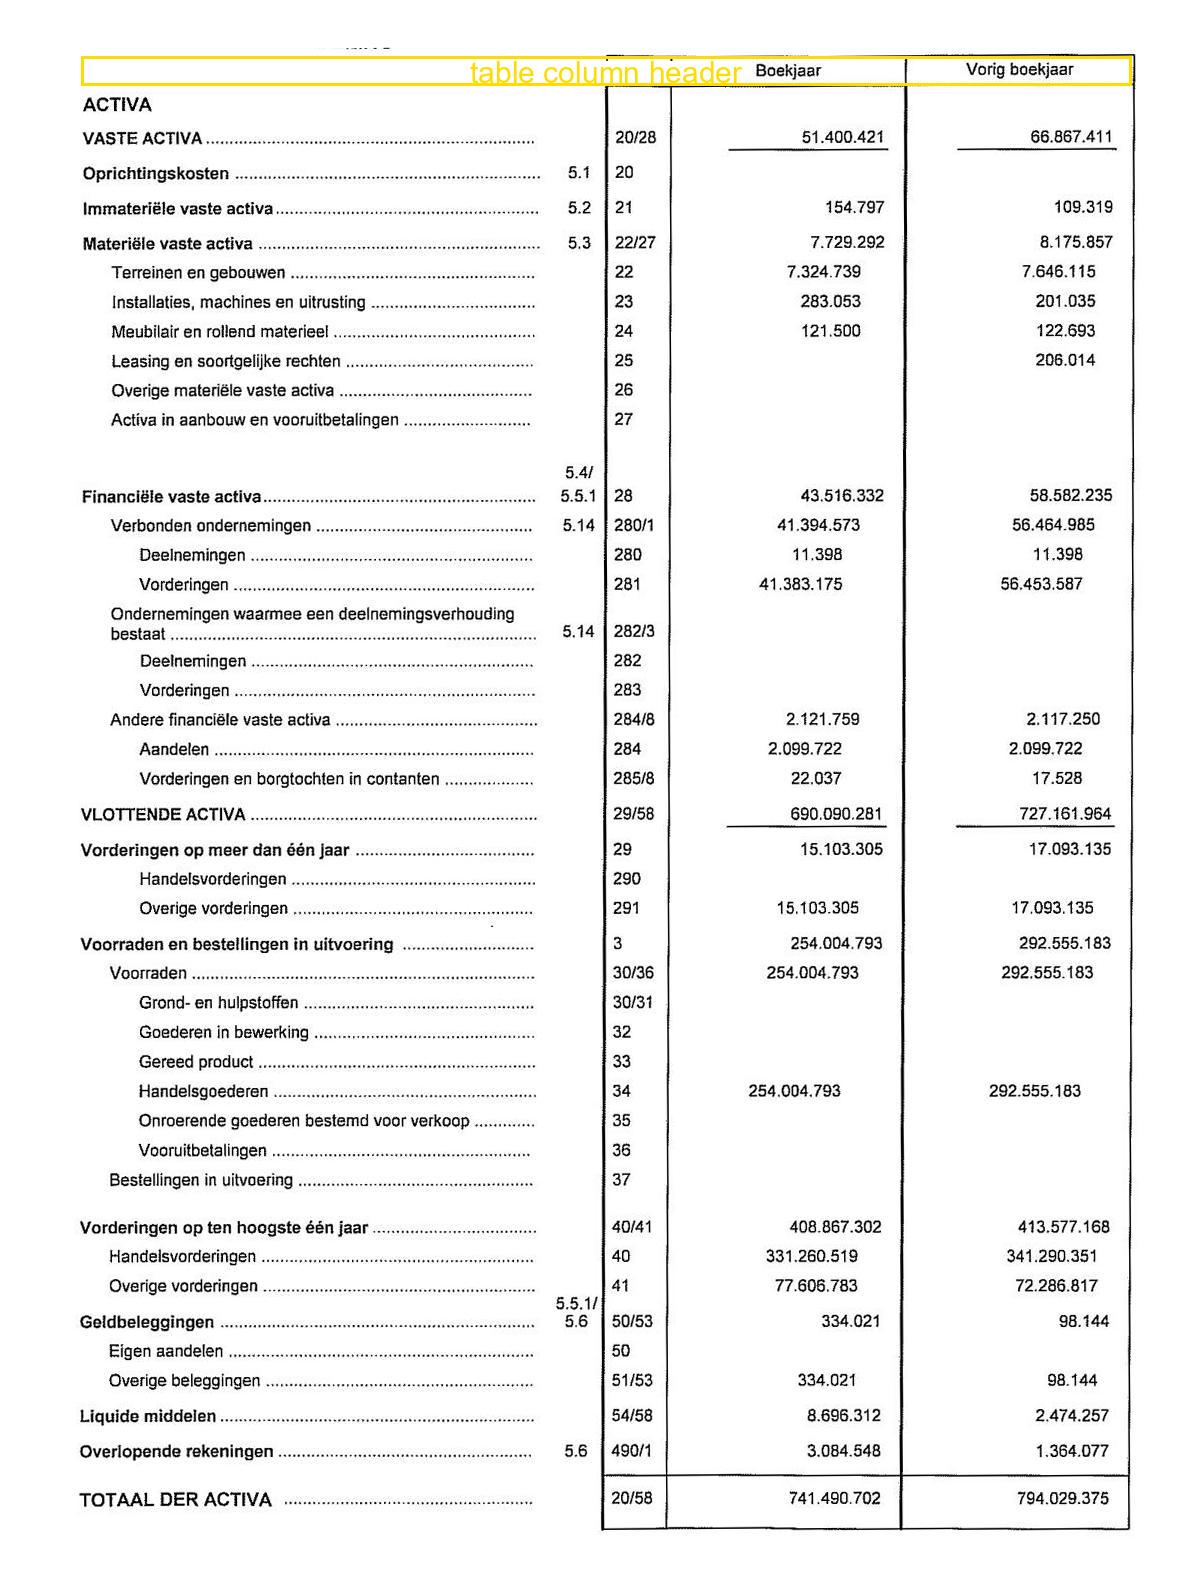 table column header Boekjaar Vorig boekjaar
ACTIVA
VASTE ACTIVA ........ 20/28 51.400.421 66.867.411
Oprichtingskosten ........ 5.1 20
Immateriële vaste activa ........ 5.2 21 154.797 109.319
Materiële vaste activa ........ 5.3 22/27 7.729.292 8.175.857
Terreinen en gebouwen ........ 22 7.324.739 7.646.115
Installaties, machines en uitrusting ........ 23 283.053 201.035
Meubilair en rollend materieel ........ 24 121.500 122.693
Leasing en soortgelijke rechten ........ 25 206.014
Overige materiële vaste activa ........ 26
Activa in aanbouw en vooruitbetalingen ........ 27
5.4/
Financiële vaste activa ........ 5.5.1 28 43.516.332 58.582.235
Verbonden ondernemingen ........ 5.14 280/1 41.394.573 56.464.985
Deelnemingen ........ 280 11.398 11.398
Vorderingen ........ 281 41.383.175 56.453.587
Ondernemingen waarmee een deelnemingsverhouding
bestaat ........ 5.14 282/3
Deelnemingen ........ 282
Vorderingen ........ 283
Andere financiële vaste activa ........ 284/8 2.121.759 2.117.250
Aandelen ........ 284 2.099.722 2.099.722
Vorderingen en borgtochten in contanten ........ 285/8 22.037 17.528
VLOTTENDE ACTIVA ........ 29/58 690.090.281 727.161.964
Vorderingen op meer dan één jaar ........ 29 15.103.305 17.093.135
Handelsvorderingen ........ 290
Overige vorderingen ........ 291 15.103.305 17.093.135
Voorraden en bestellingen in uitvoering ........ 3 254.004.793 292.555.183
Voorraden ........ 30/36 254.004.793 292.555.183
Grond- en hulpstoffen ........ 30/31
Goederen in bewerking ........ 32
Gereed product ........ 33
Handelsgoederen ........ 34 254.004.793 292.555.183
Onroerende goederen bestemd voor verkoop ........ 35
Vooruitbetalingen ........ 36
Bestellingen in uitvoering ........ 37
Vorderingen op ten hoogste één jaar ........ 40/41 408.867.302 413.577.168
Handelsvorderingen ........ 40 331.260.519 341.290.351
Overige vorderingen ........ 41 77.606.783 72.286.817
5.5.1/
Geldbeleggingen ........ 5.6 50/53 334.021 98.144
Eigen aandelen ........ 50
Overige beleggingen ........ 51/53 334.021 98.144
Liquide middelen ........ 54/58 8.696.312 2.474.257
Overlopende rekeningen ........ 5.6 490/1 3.084.548 1.364.077
TOTAAL DER ACTIVA ........ 20/58 741.490.702 794.029.375